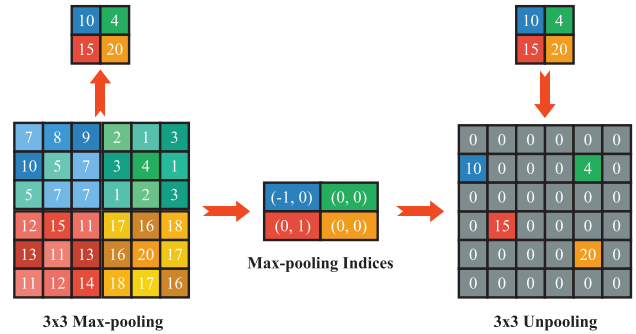 10 4
15 20
7 8 9 2 1 3
10 5 7 3 4 1
5 7 7 1 2 3
12 15 11 17 16 18
13 11 13 16 20 17
11 12 14 18 17 16
3x3 Max-pooling
(-1, 0) (0, 0)
(0, 1) (0, 0)
Max-pooling Indices
10 4
15 20
0 0 0 0 0 0
10 0 0 0 4 0
0 0 0 0 0 0
0 15 0 0 0 0
0 0 0 0 20 0
0 0 0 0 0 0
3x3 Unpooling